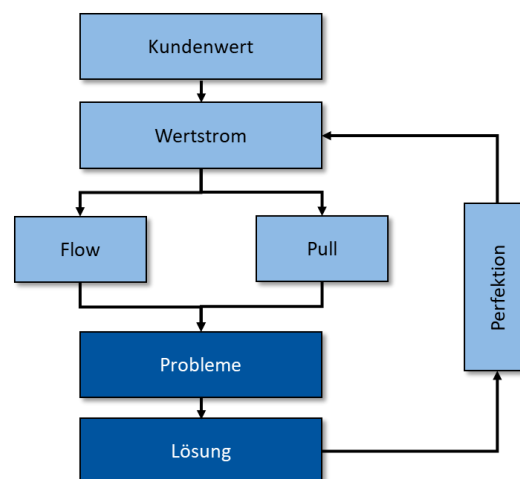 Kundenwert
Wertstrom
Flow
Pull
Perfektion
Probleme
Lösung